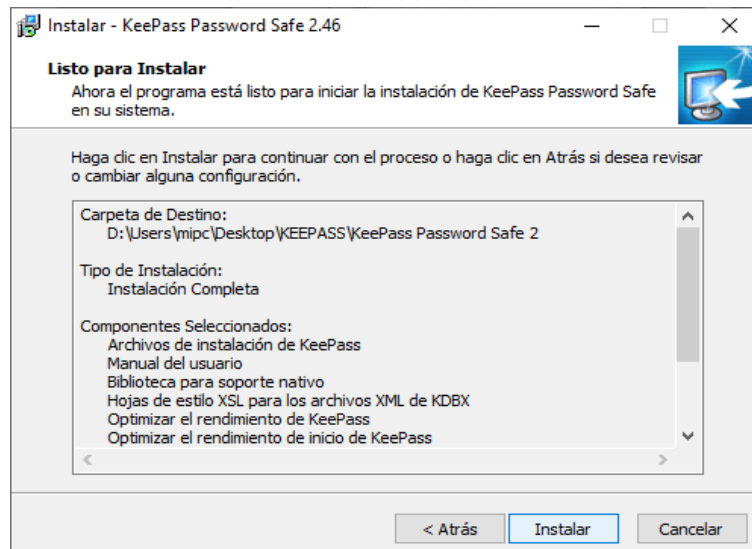 Instalar - KeePass Password Safe 2.46
Listo para Instalar
Ahora el programa está listo para iniciar la instalación de KeePass Password Safe
en su sistema.
Haga clic en Instalar para continuar con el proceso o haga clic en Atrás si desea revisar
o cambiar alguna configuración.
Carpeta de Destino:
D:\Users\mipc\Desktop\KEEPASS\KeePass Password Safe 2
Tipo de Instalación:
Instalación Completa
Componentes Seleccionados:
Archivos de instalación de KeePass
Manual del usuario
Biblioteca para soporte nativo
Hojas de estilo XSL para los archivos XML de KDBX
Optimizar el rendimiento de KeePass
Optimizar el rendimiento de inicio de KeePass
< Atrás Instalar Cancelar